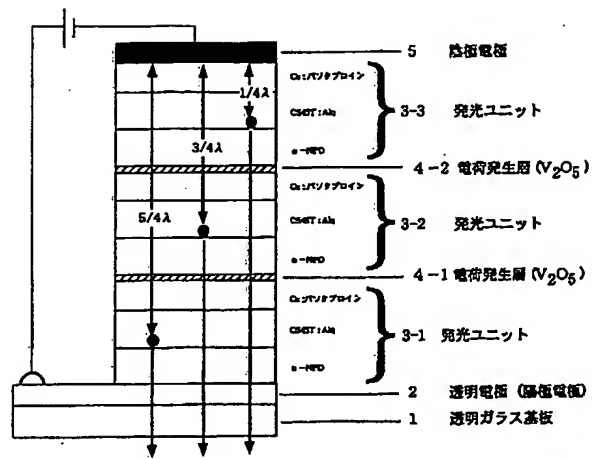 5 陰極電極
1/4λ
Cs:バソクプロイン
C545T:Alq
α-NPD
3-3 発光ユニット
3/4λ
4-2 電荷発生層 (V2O5)
Cs:バソクプロイン
C545T:Alq
α-NPD
3-2 発光ユニット
5/4λ
4-1 電荷発生層 (V2O5)
Cs:バソクプロイン
C545T:Alq
α-NPD
3-1 発光ユニット
2 透明電極 (陽極電極)
1 透明ガラス基板